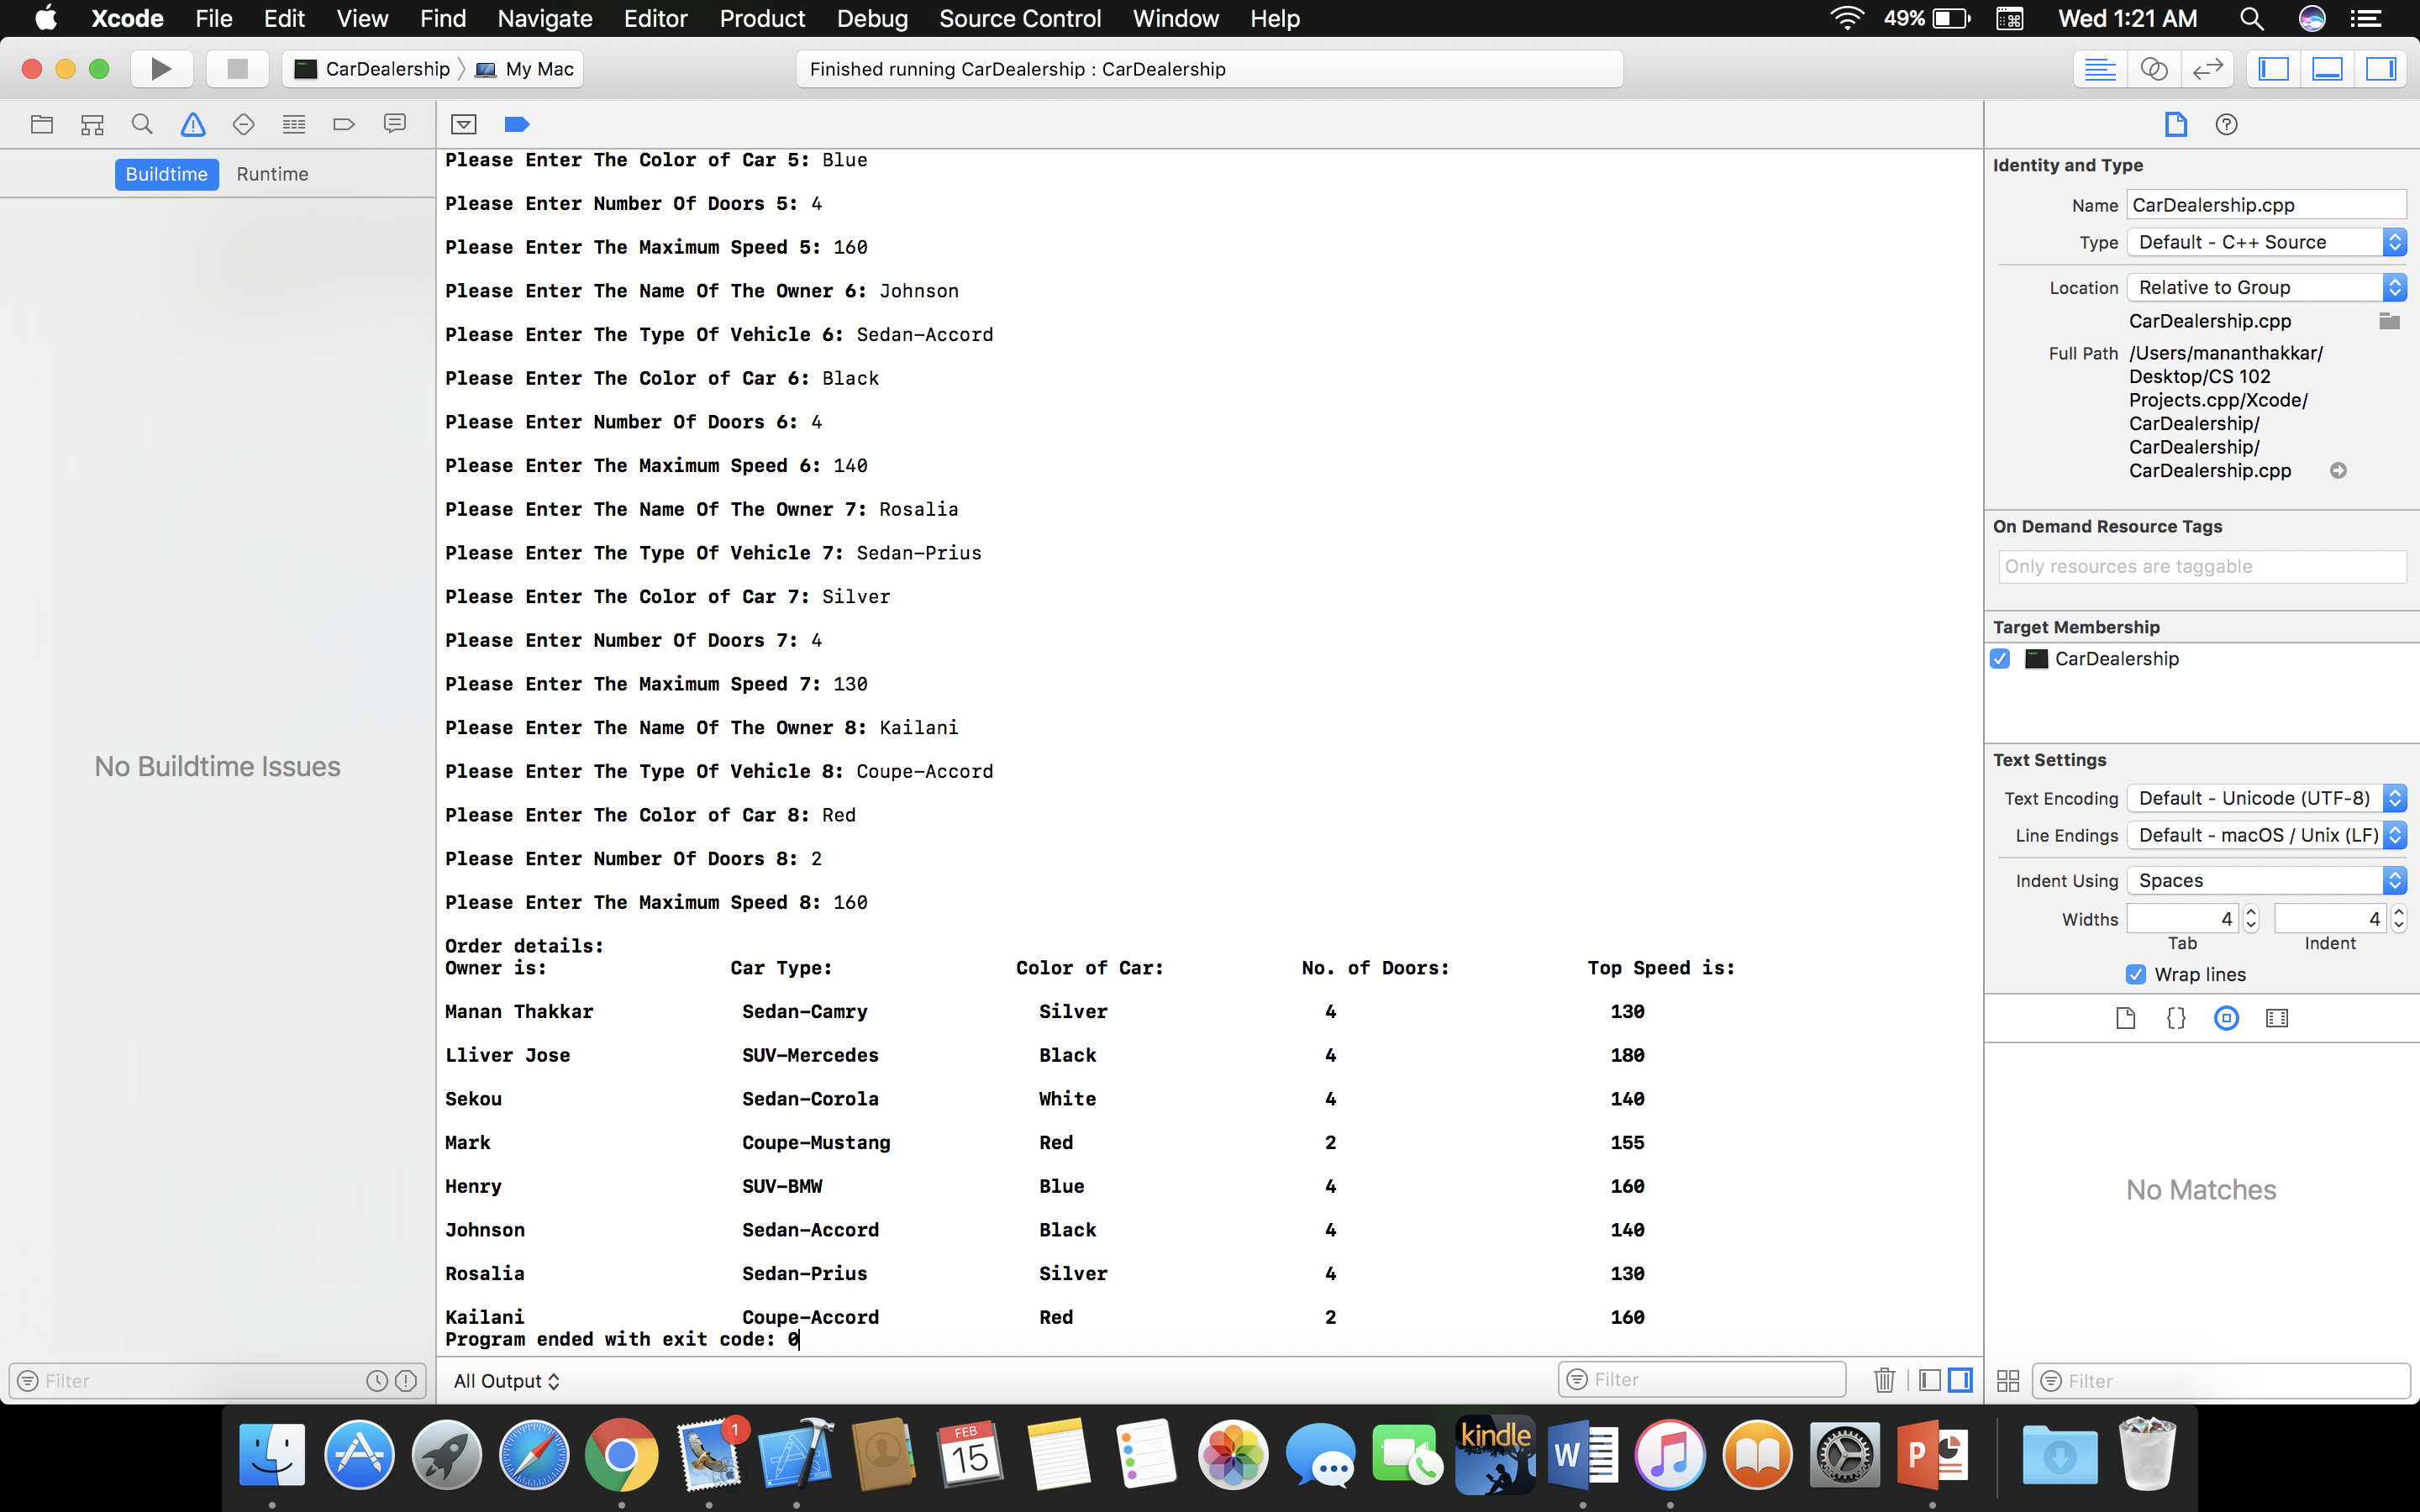 Xcode File Edit View Find Navigate Editor Product Debug Source Control Window Help 49% Wed 1:21 AM
CarDealership My Mac Finished running CarDealership : CarDealership
Buildtime Runtime
No Buildtime Issues
Filter
Please Enter The Color of Car 5: Blue
Please Enter Number Of Doors 5: 4
Please Enter The Maximum Speed 5: 160
Please Enter The Name Of The Owner 6: Johnson
Please Enter The Type Of Vehicle 6: Sedan-Accord
Please Enter The Color of Car 6: Black
Please Enter Number Of Doors 6: 4
Please Enter The Maximum Speed 6: 140
Please Enter The Name Of The Owner 7: Rosalia
Please Enter The Type Of Vehicle 7: Sedan-Prius
Please Enter The Color of Car 7: Silver
Please Enter Number Of Doors 7: 4
Please Enter The Maximum Speed 7: 130
Please Enter The Name Of The Owner 8: Kailani
Please Enter The Type Of Vehicle 8: Coupe-Accord
Please Enter The Color of Car 8: Red
Please Enter Number Of Doors 8: 2
Please Enter The Maximum Speed 8: 160
Order details:
Owner is: Car Type: Color of Car: No. of Doors: Top Speed is:
Manan Thakkar Sedan-Camry Silver 4 130
Lliver Jose SUV-Mercedes Black 4 180
Sekou Sedan-Corola White 4 140
Mark Coupe-Mustang Red 2 155
Henry SUV-BMW Blue 4 160
Johnson Sedan-Accord Black 4 140
Rosalia Sedan-Prius Silver 4 130
Kailani Coupe-Accord Red 2 160
Program ended with exit code: 0
All Output Filter
Identity and Type
Name CarDealership.cpp
Type Default - C++ Source
Location Relative to Group
CarDealership.cpp
Full Path /Users/mananthakkar/
Desktop/CS 102
Projects.cpp/Xcode/
CarDealership/
CarDealership/
CarDealership.cpp
On Demand Resource Tags
Only resources are taggable
Target Membership
CarDealership
Text Settings
Text Encoding Default - Unicode (UTF-8)
Line Endings Default - macOS / Unix (LF)
Indent Using Spaces
Widths 4 4
Tab Indent
Wrap lines
No Matches
Filter
1
FEB
15
kindle
W
P